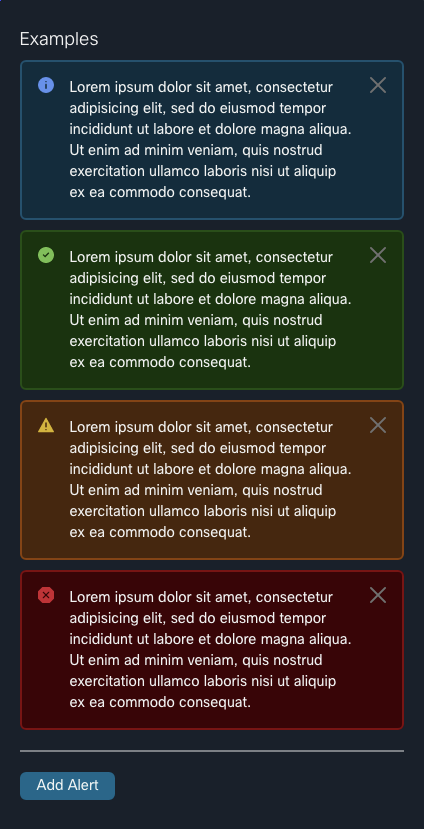 Examples
Lorem ipsum dolor sit amet, consectetur
adipisicing elit, sed do eiusmod tempor
incididunt ut labore et dolore magna aliqua.
Ut enim ad minim veniam, quis nostrud
exercitation ullamco laboris nisi ut aliquip
ex ea commodo consequat.
Lorem ipsum dolor sit amet, consectetur
adipisicing elit, sed do eiusmod tempor
incididunt ut labore et dolore magna aliqua.
Ut enim ad minim veniam, quis nostrud
exercitation ullamco laboris nisi ut aliquip
ex ea commodo consequat.
Lorem ipsum dolor sit amet, consectetur
adipisicing elit, sed do eiusmod tempor
incididunt ut labore et dolore magna aliqua.
Ut enim ad minim veniam, quis nostrud
exercitation ullamco laboris nisi ut aliquip
ex ea commodo consequat.
Lorem ipsum dolor sit amet, consectetur
adipisicing elit, sed do eiusmod tempor
incididunt ut labore et dolore magna aliqua.
Ut enim ad minim veniam, quis nostrud
exercitation ullamco laboris nisi ut aliquip
ex ea commodo consequat.
Add Alert